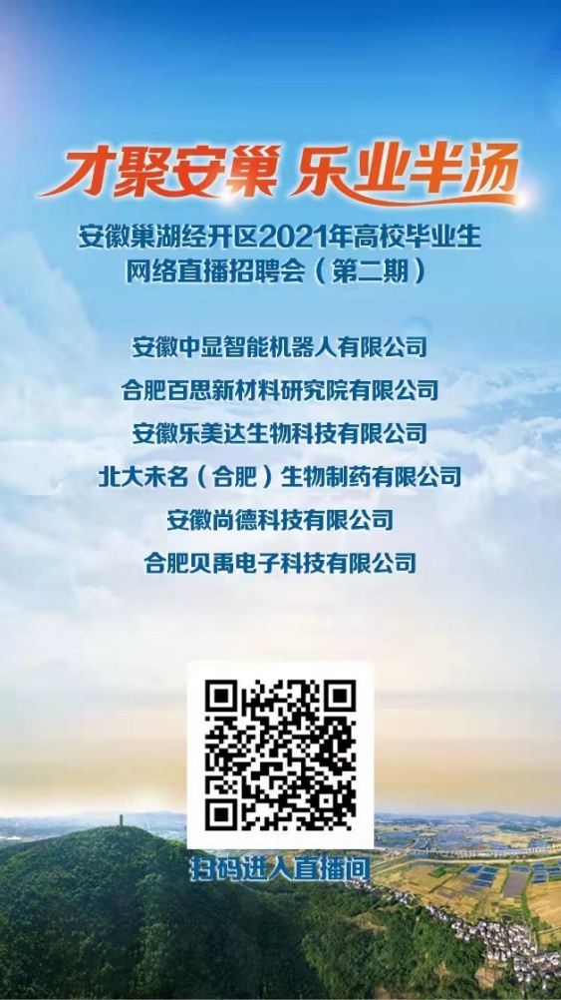 才聚安巢 乐业半汤
安徽巢湖经开区2021年高校毕业生
网络直播招聘会（第二期）
安徽中显智能机器人有限公司
合肥百思新材料研究院有限公司
安徽乐美达生物科技有限公司
北大未名（合肥）生物制药有限公司
安徽尚德科技有限公司
合肥贝禹电子科技有限公司
扫码进入直播间